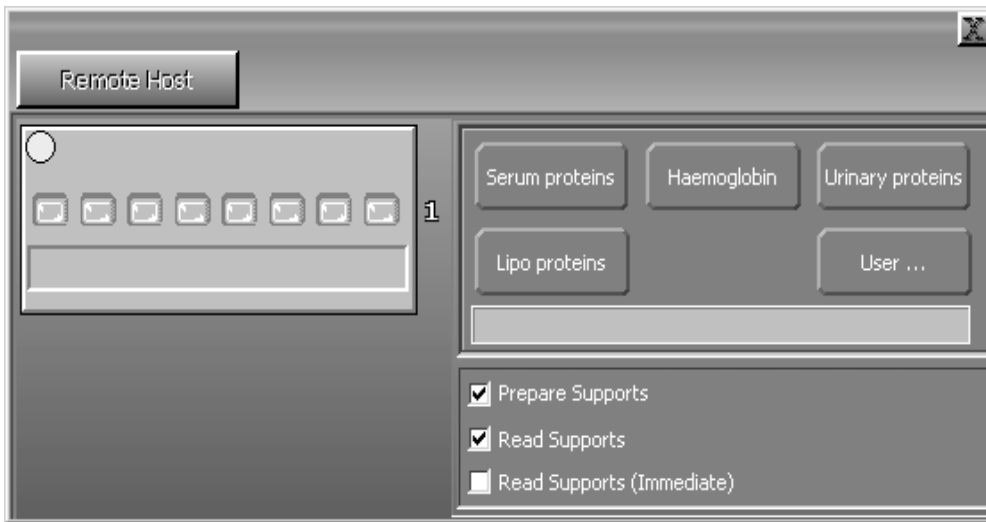 X
Remote Host
1
Serum proteins
Haemoglobin
Urinary proteins
Lipo proteins
User ...
Prepare Supports
Read Supports
Read Supports (Immediate)